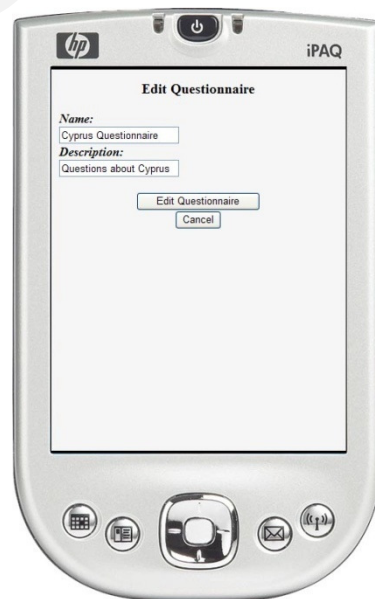 hp
iPAQ
Edit Questionnaire
Name:
Cyprus Questionnaire
Description:
Questions about Cyprus
Edit Questionnaire
Cancel